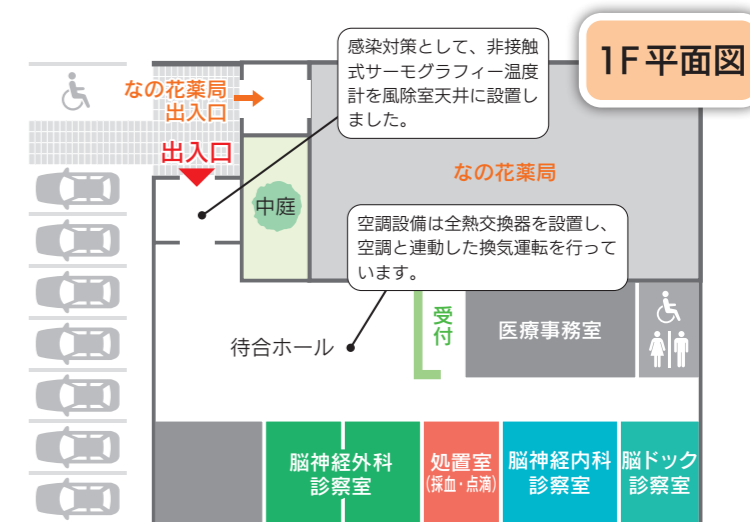 1F平面図
感染対策として、非接触
式サーモグラフィー温度
計を風除室天井に設置し
ました。
なの花薬局
出入口
出入口
なの花薬局
中庭
空調設備は全熱交換器を設置し、
空調と連動した換気運転を行って
います。
受付
医療事務室
待合ホール
脳神経外科
診察室
処置室
(採血・点滴)
脳神経内科
診察室
脳ドック
診察室